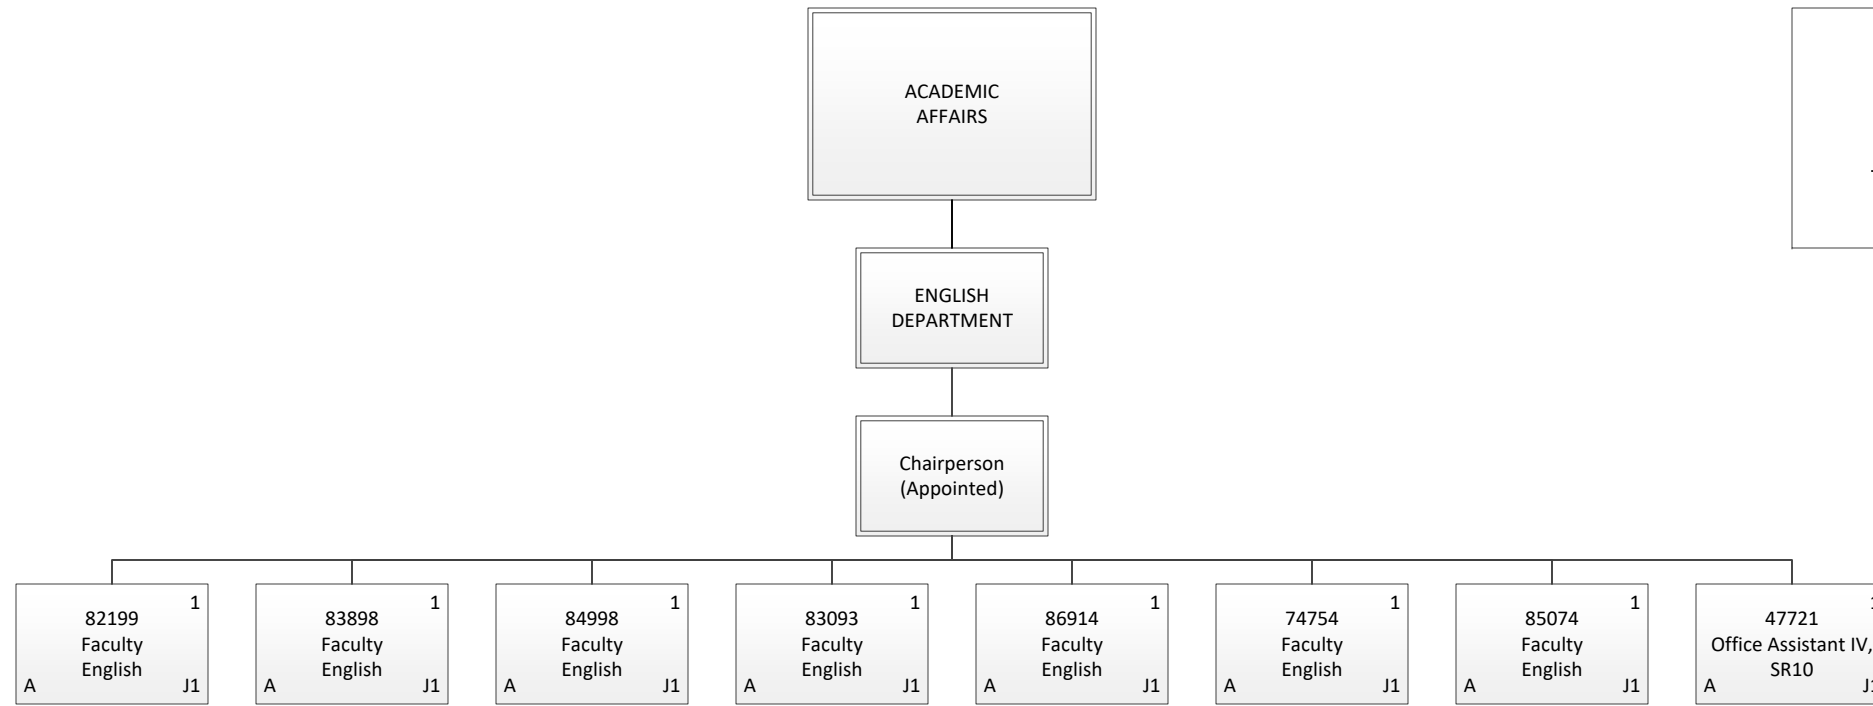 ACADEMIC
AFFAIRS
ENGLISH
DEPARTMENT
Chairperson
(Appointed)
1
82199
Faculty
English
A J1
1
83898
Faculty
English
A J1
1
84998
Faculty
English
A J1
1
83093
Faculty
English
A J1
1
86914
Faculty
English
A J1
1
74754
Faculty
English
A J1
1
85074
Faculty
English
A J1
47721
Office Assistant IV,
SR10
A